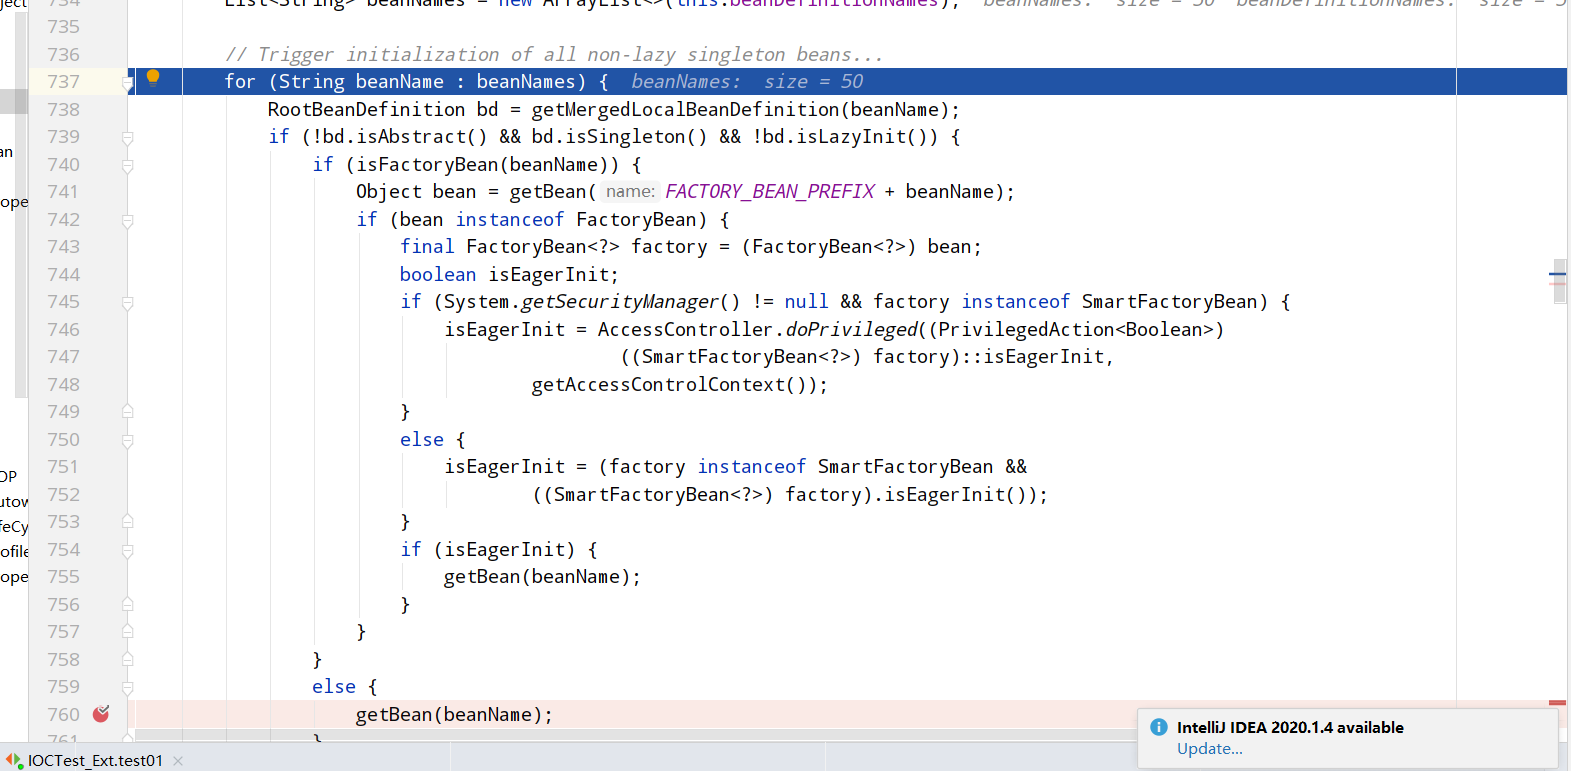 ject
734 List<String> beanNames = new ArrayList<>(this.beanDefinitionNames); beanNames: size = 50 beanDefinitionNames: size = 5
735
736 // Trigger initialization of all non-lazy singleton beans...
737 for (String beanName : beanNames) { beanNames: size = 50
738 RootBeanDefinition bd = getMergedLocalBeanDefinition(beanName);
739 if (!bd.isAbstract() && bd.isSingleton() && !bd.isLazyInit()) {
an
740 if (isFactoryBean(beanName)) {
741 Object bean = getBean( name: FACTORY_BEAN_PREFIX + beanName);
ope
742 if (bean instanceof FactoryBean) {
743 final FactoryBean<?> factory = (FactoryBean<?>) bean;
744 boolean isEagerInit;
745 if (System.getSecurityManager() != null && factory instanceof SmartFactoryBean) {
746 isEagerInit = AccessController.doPrivileged((PrivilegedAction<Boolean>)
747 ((SmartFactoryBean<?>) factory)::isEagerInit,
748 getAccessControlContext());
749 }
750 else {
751 isEagerInit = (factory instanceof SmartFactoryBean &&
OP
752 ((SmartFactoryBean<?>) factory).isEagerInit());
utow
753 }
feCy
754 if (isEagerInit) {
ofile
755 getBean(beanName);
ope
756 }
757 }
758 }
759 else {
760 getBean(beanName);
761 }
IntelliJ IDEA 2020.1.4 available
Update...
IOCTest_Ext.test01